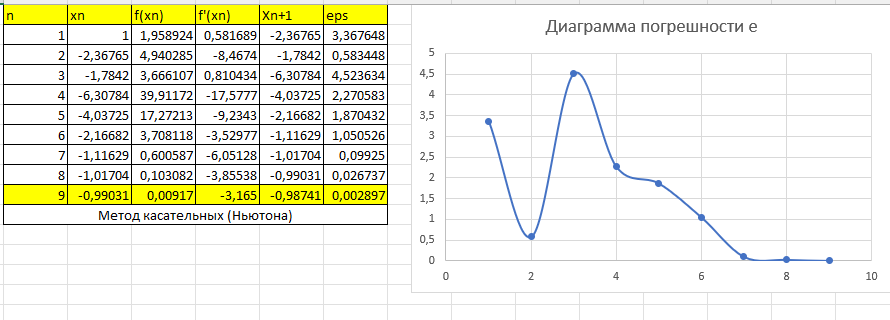 n xn f(xn) f'(xn) Xn+1 eps
1 1 1,958924 0,581689 -2,36765 3,367648
2 -2,36765 4,940285 -8,4674 -1,7842 0,583448
3 -1,7842 3,666107 0,810434 -6,30784 4,523634
4 -6,30784 39,91172 -17,5777 -4,03725 2,270583
5 -4,03725 17,27213 -9,2343 -2,16682 1,870432
6 -2,16682 3,708118 -3,52977 -1,11629 1,050526
7 -1,11629 0,600587 -6,05128 -1,01704 0,09925
8 -1,01704 0,103082 -3,85538 -0,99031 0,026737
9 -0,99031 0,00917 -3,165 -0,98741 0,002897
Метод касательных (Ньютона)
Диаграмма погрешности e
5
4,5
4
3,5
3
2,5
2
1,5
1
0,5
0
0 2 4 6 8 10